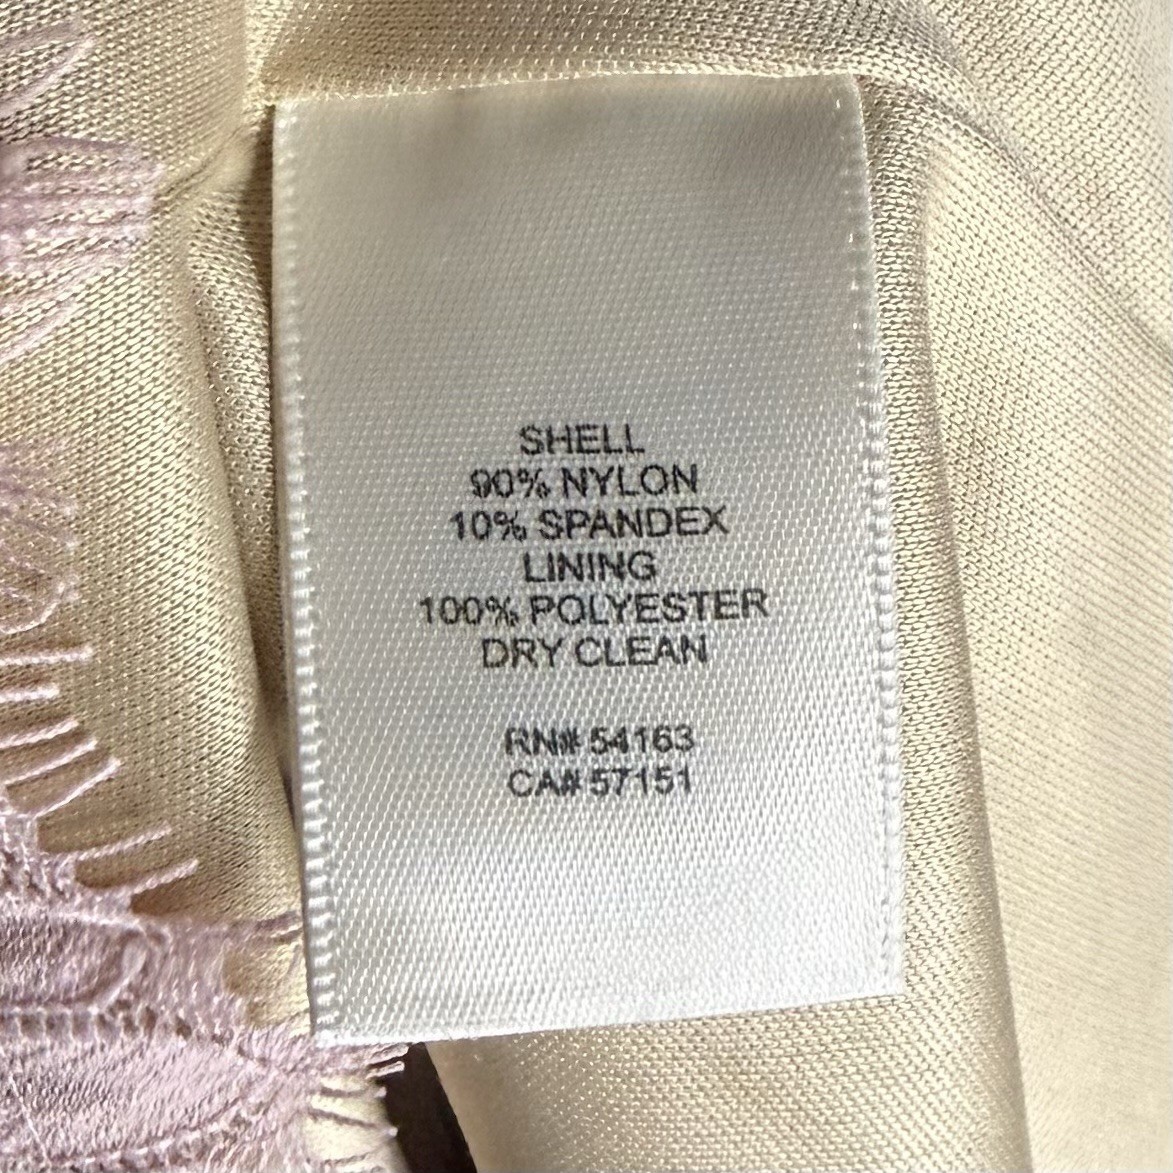 SHELL
90% NYLON
10% SPANDEX
LINING
100% POLYESTER
DRY CLEAN
RN# 54163
CA# 57151